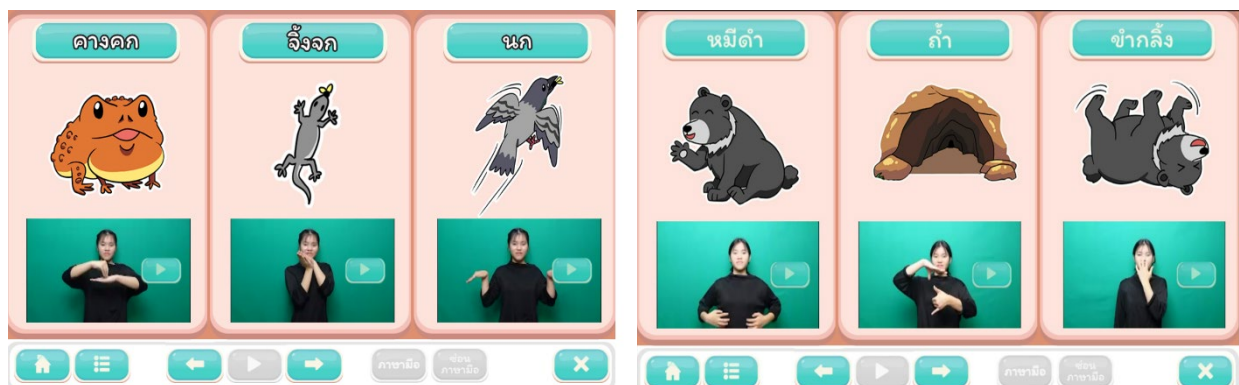 คางคก
จิ้งจก
นก
ภาษามือ
ซ่อน
ภาษามือ
หมีดำ
ถ้ำ
ขำกลิ้ง
ภาษามือ
ซ่อน
ภาษามือ